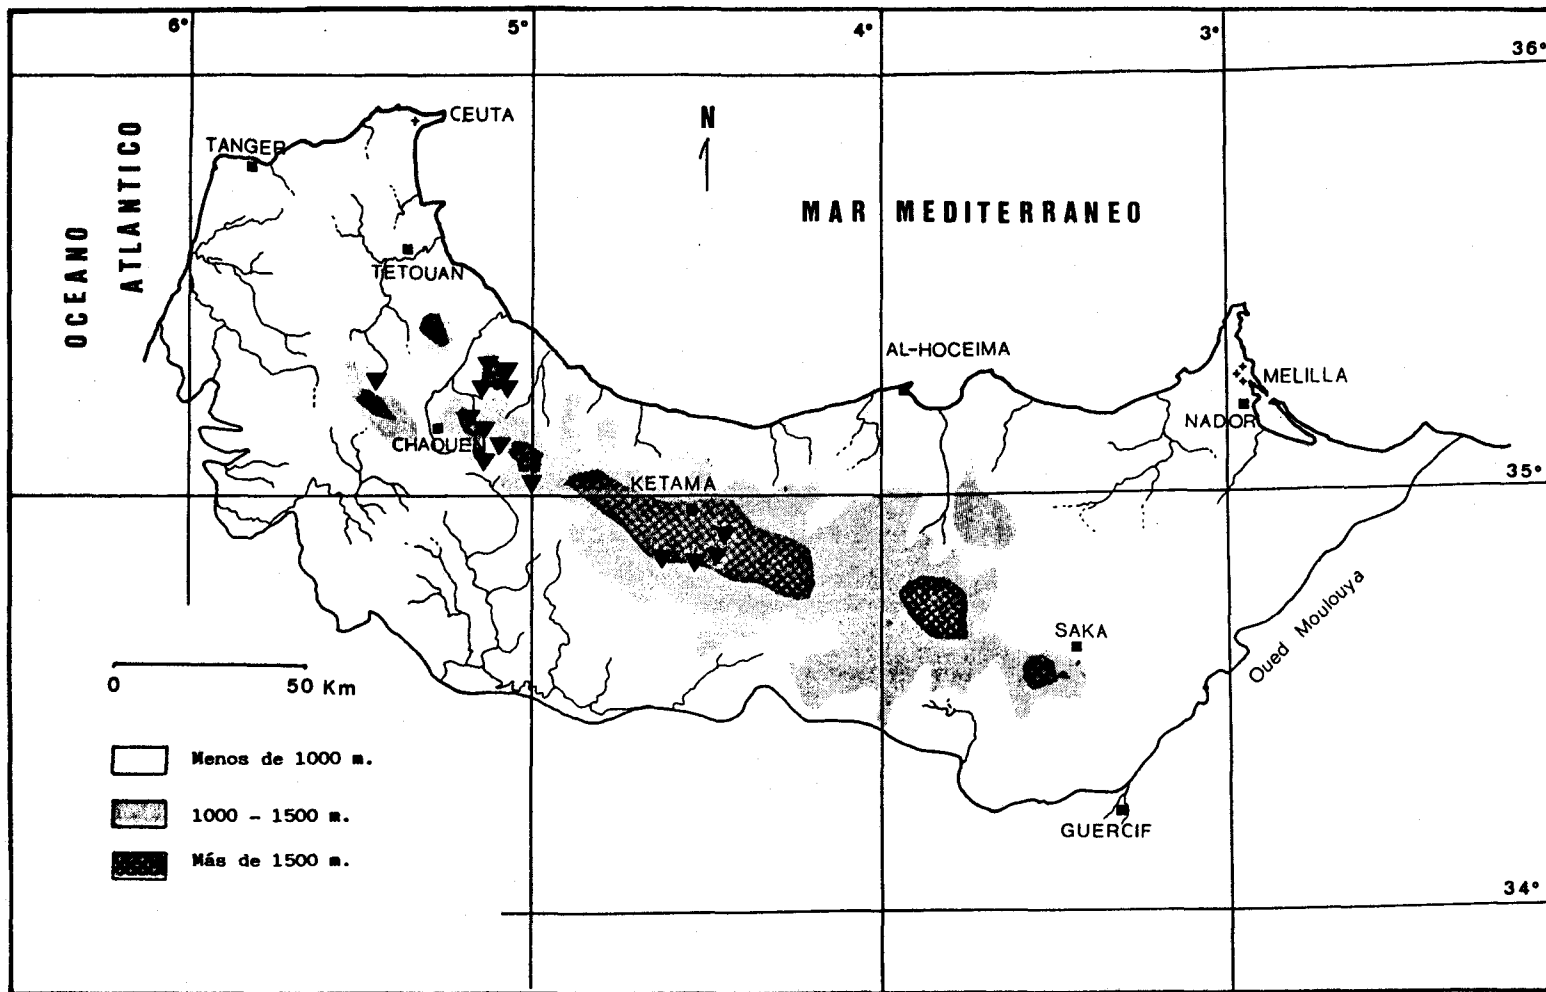 6°
5°
4°
3°
36°
CEUTA
TANGER
N
OCEANO
ATLANTICO
MAR MEDITERRANEO
TETOUAN
AL-HOCEIMA
MELILLA
NADOR
CHAOUEN
KETAMA
35°
SAKA
Oued Moulouya
0 50 Km
Menos de 1000 m.
1000 - 1500 m.
Más de 1500 m.
GUERCIF
34°